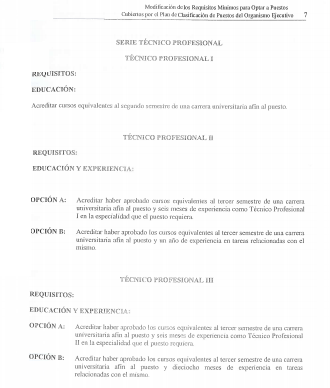 Modificación de los Requisitos Mínimos para Optar a Puestos
Cubiertos por el Plan de Clasificación de Puestos del Organismo Ejecutivo 7
SERIE TÉCNICO PROFESIONAL
TÉCNICO PROFESIONAL I
REQUISITOS:
EDUCACIÓN:
Acreditar cursos equivalentes al segundo semestre de una carrera universitaria afín al puesto.
TÉCNICO PROFESIONAL II
REQUISITOS:
EDUCACIÓN Y EXPERIENCIA:
OPCIÓN A: Acreditar haber aprobado cursos equivalentes al tercer semestre de una carrera
universitaria afín al puesto y seis meses de experiencia como Técnico Profesional
I en la especialidad que el puesto requiera.
OPCIÓN B: Acreditar haber aprobado los cursos equivalentes al tercer semestre de una carrera
universitaria afín al puesto y un año de experiencia en tareas relacionadas con el
mismo.
TÉCNICO PROFESIONAL III
REQUISITOS:
EDUCACIÓN Y EXPERIENCIA:
OPCIÓN A: Acreditar haber aprobado los cursos equivalentes al tercer semestre de una carrera
universitaria afín al puesto y seis meses de experiencia como Técnico Profesional
II en la especialidad que el puesto requiera.
OPCIÓN B: Acreditar haber aprobado los cursos equivalentes al tercer semestre de una carrera
universitaria afín al puesto y dieciocho meses de experiencia en tareas
relacionadas con el mismo.